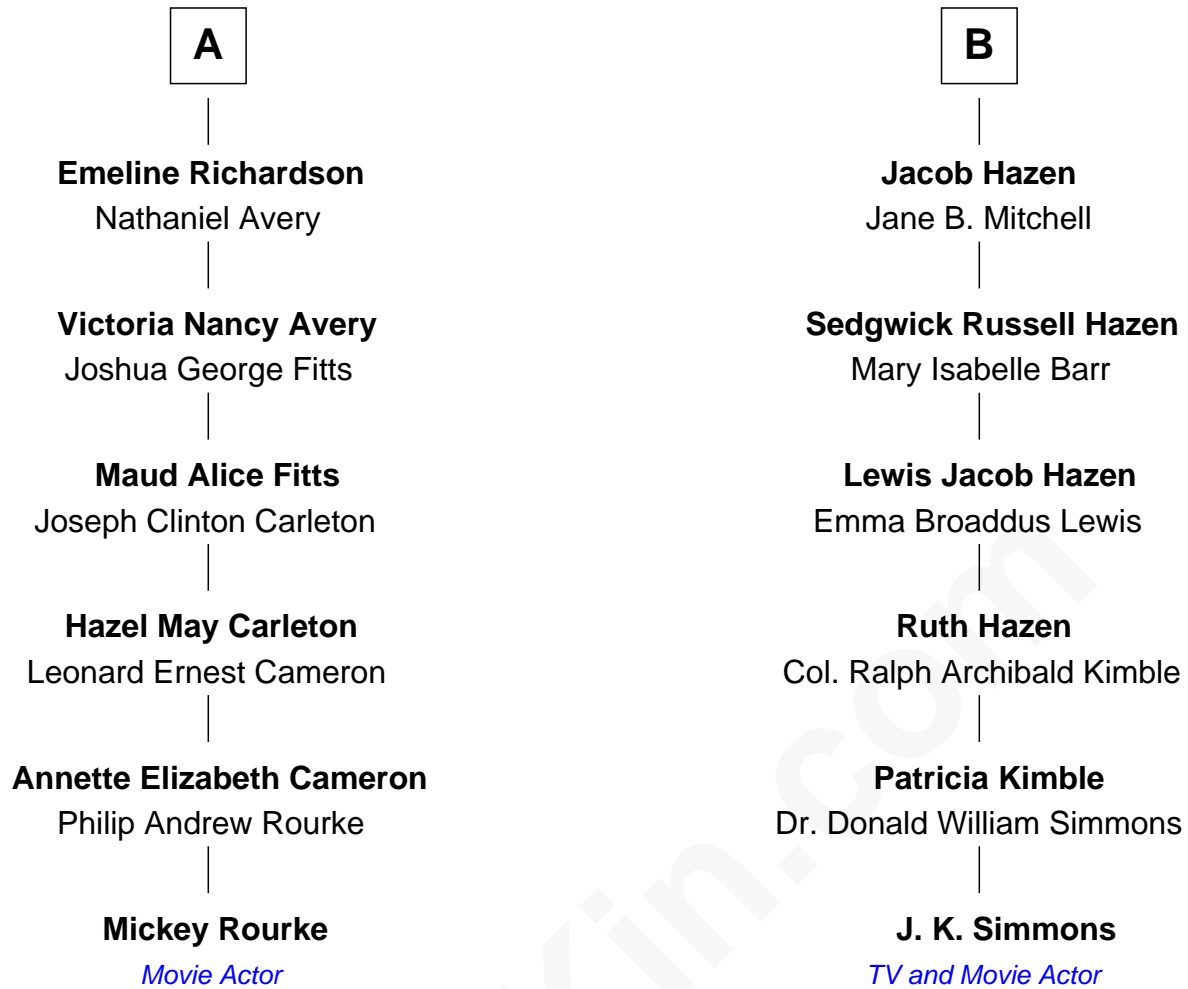 A
Emeline Richardson
Nathaniel Avery
Victoria Nancy Avery
Joshua George Fitts
Maud Alice Fitts
Joseph Clinton Carleton
Hazel May Carleton
Leonard Ernest Cameron
Annette Elizabeth Cameron
Philip Andrew Rourke
Mickey Rourke
Movie Actor
B
Jacob Hazen
Jane B. Mitchell
Sedgwick Russell Hazen
Mary Isabelle Barr
Lewis Jacob Hazen
Emma Broaddus Lewis
Ruth Hazen
Col. Ralph Archibald Kimble
Patricia Kimble
Dr. Donald William Simmons
J. K. Simmons
TV and Movie Actor
Kin.com